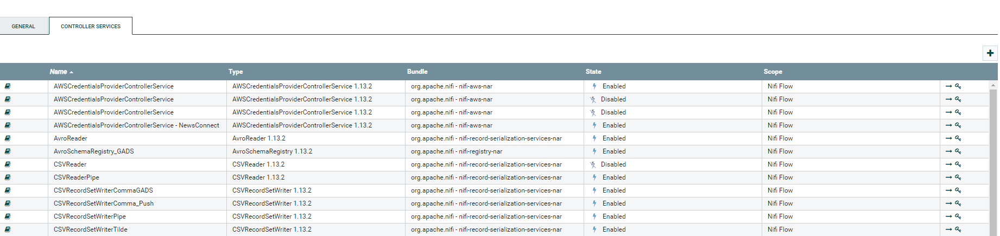 GENERAL CONTROLLER SERVICES
Name Type Bundle State Scope
AWSCredentialsProviderControllerService AWSCredentialsProviderControllerService 1.13.2 org.apache.nifi - nifi-aws-nar Enabled Nifi Flow
AWSCredentialsProviderControllerService AWSCredentialsProviderControllerService 1.13.2 org.apache.nifi - nifi-aws-nar Disabled Nifi Flow
AWSCredentialsProviderControllerService AWSCredentialsProviderControllerService 1.13.2 org.apache.nifi - nifi-aws-nar Disabled Nifi Flow
AWSCredentialsProviderControllerService - NewsConnect AWSCredentialsProviderControllerService 1.13.2 org.apache.nifi - nifi-aws-nar Enabled Nifi Flow
AvroReader AvroReader 1.13.2 org.apache.nifi - nifi-record-serialization-services-nar Enabled Nifi Flow
AvroSchemaRegistry_GADS AvroSchemaRegistry 1.13.2 org.apache.nifi - nifi-registry-nar Enabled Nifi Flow
CSVReader CSVReader 1.13.2 org.apache.nifi - nifi-record-serialization-services-nar Disabled Nifi Flow
CSVReaderPipe CSVReader 1.13.2 org.apache.nifi - nifi-record-serialization-services-nar Enabled Nifi Flow
CSVRecordSetWriterCommaGADS CSVRecordSetWriter 1.13.2 org.apache.nifi - nifi-record-serialization-services-nar Enabled Nifi Flow
CSVRecordSetWriterComma_Push CSVRecordSetWriter 1.13.2 org.apache.nifi - nifi-record-serialization-services-nar Enabled Nifi Flow
CSVRecordSetWriterPipe CSVRecordSetWriter 1.13.2 org.apache.nifi - nifi-record-serialization-services-nar Enabled Nifi Flow
CSVRecordSetWriterTilde CSVRecordSetWriter 1.13.2 org.apache.nifi - nifi-record-serialization-services-nar Enabled Nifi Flow